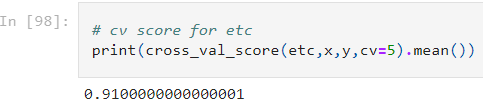 In [98]:
# cv score for etc
print(cross_val_score(etc,x,y,cv=5).mean())
0.9100000000000001